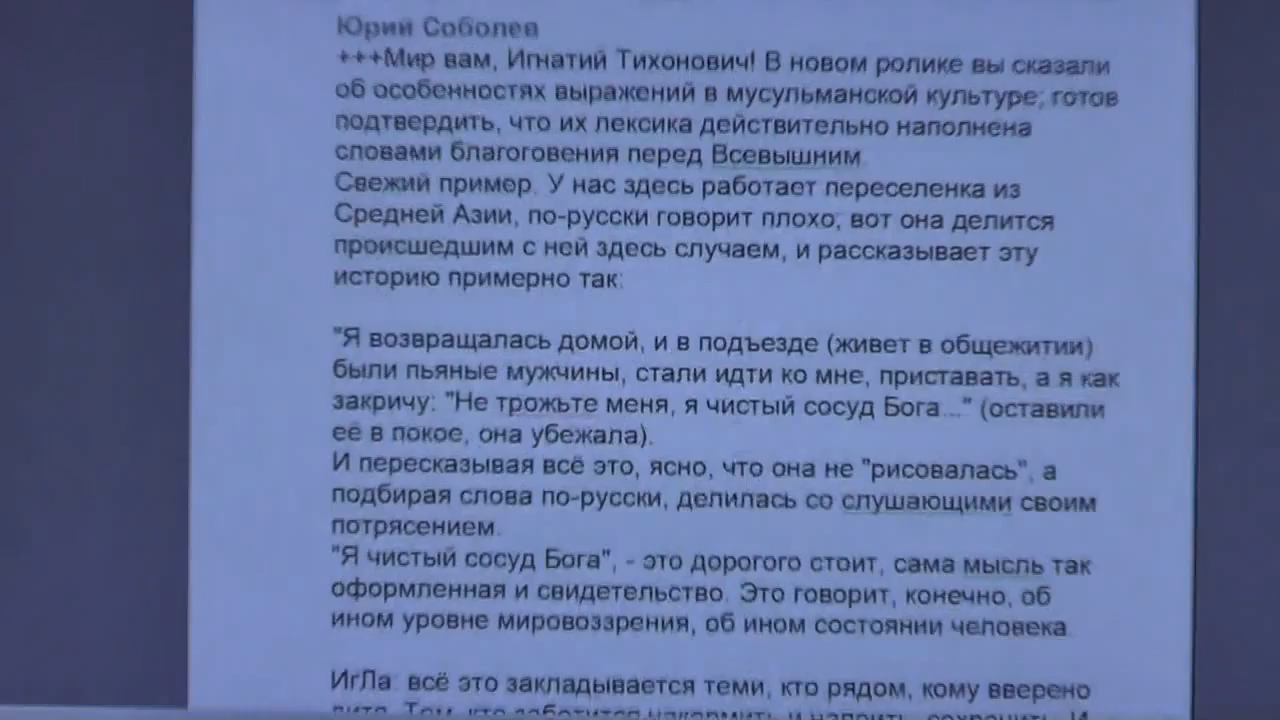 Юрий Соболев
+++Мир вам, Игнатий Тихонович! В новом ролике вы сказали
об особенностях выражений в мусульманской культуре; готов
подтвердить, что их лексика действительно наполнена
словами благоговения перед Всевышним.
Свежий пример. У нас здесь работает переселенка из
Средней Азии, по-русски говорит плохо; вот она делится
происшедшим с ней здесь случаем, и рассказывает эту
историю примерно так:
"Я возвращалась домой, и в подъезде (живет в общежитии)
были пьяные мужчины, стали идти ко мне, приставать, а я как
закричу: "Не трожьте меня, я чистый сосуд Бога..." (оставили
её в покое, она убежала).
И пересказывая всё это, ясно, что она не "рисовалась", а
подбирая слова по-русски, делилась со слушающими своим
потрясением.
"Я чистый сосуд Бога", - это дорогого стоит, сама мысль так
оформленная и свидетельство. Это говорит, конечно, об
ином уровне мировоззрения, об ином состоянии человека.
ИгЛа: всё это закладывается теми, кто рядом, кому вверено